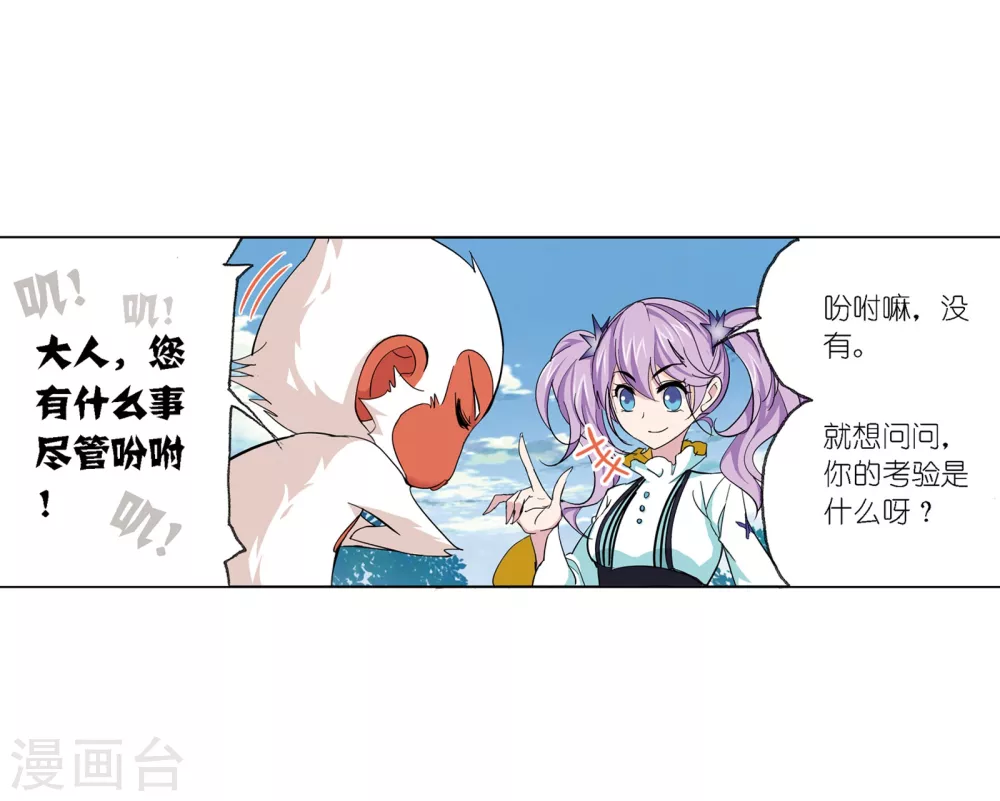 叽！
叽！
大人，您
有什么事
尽管吩咐
！
叽！
吩咐嘛，没
有。
就想问问，
你的考验是
什么呀？
漫画台